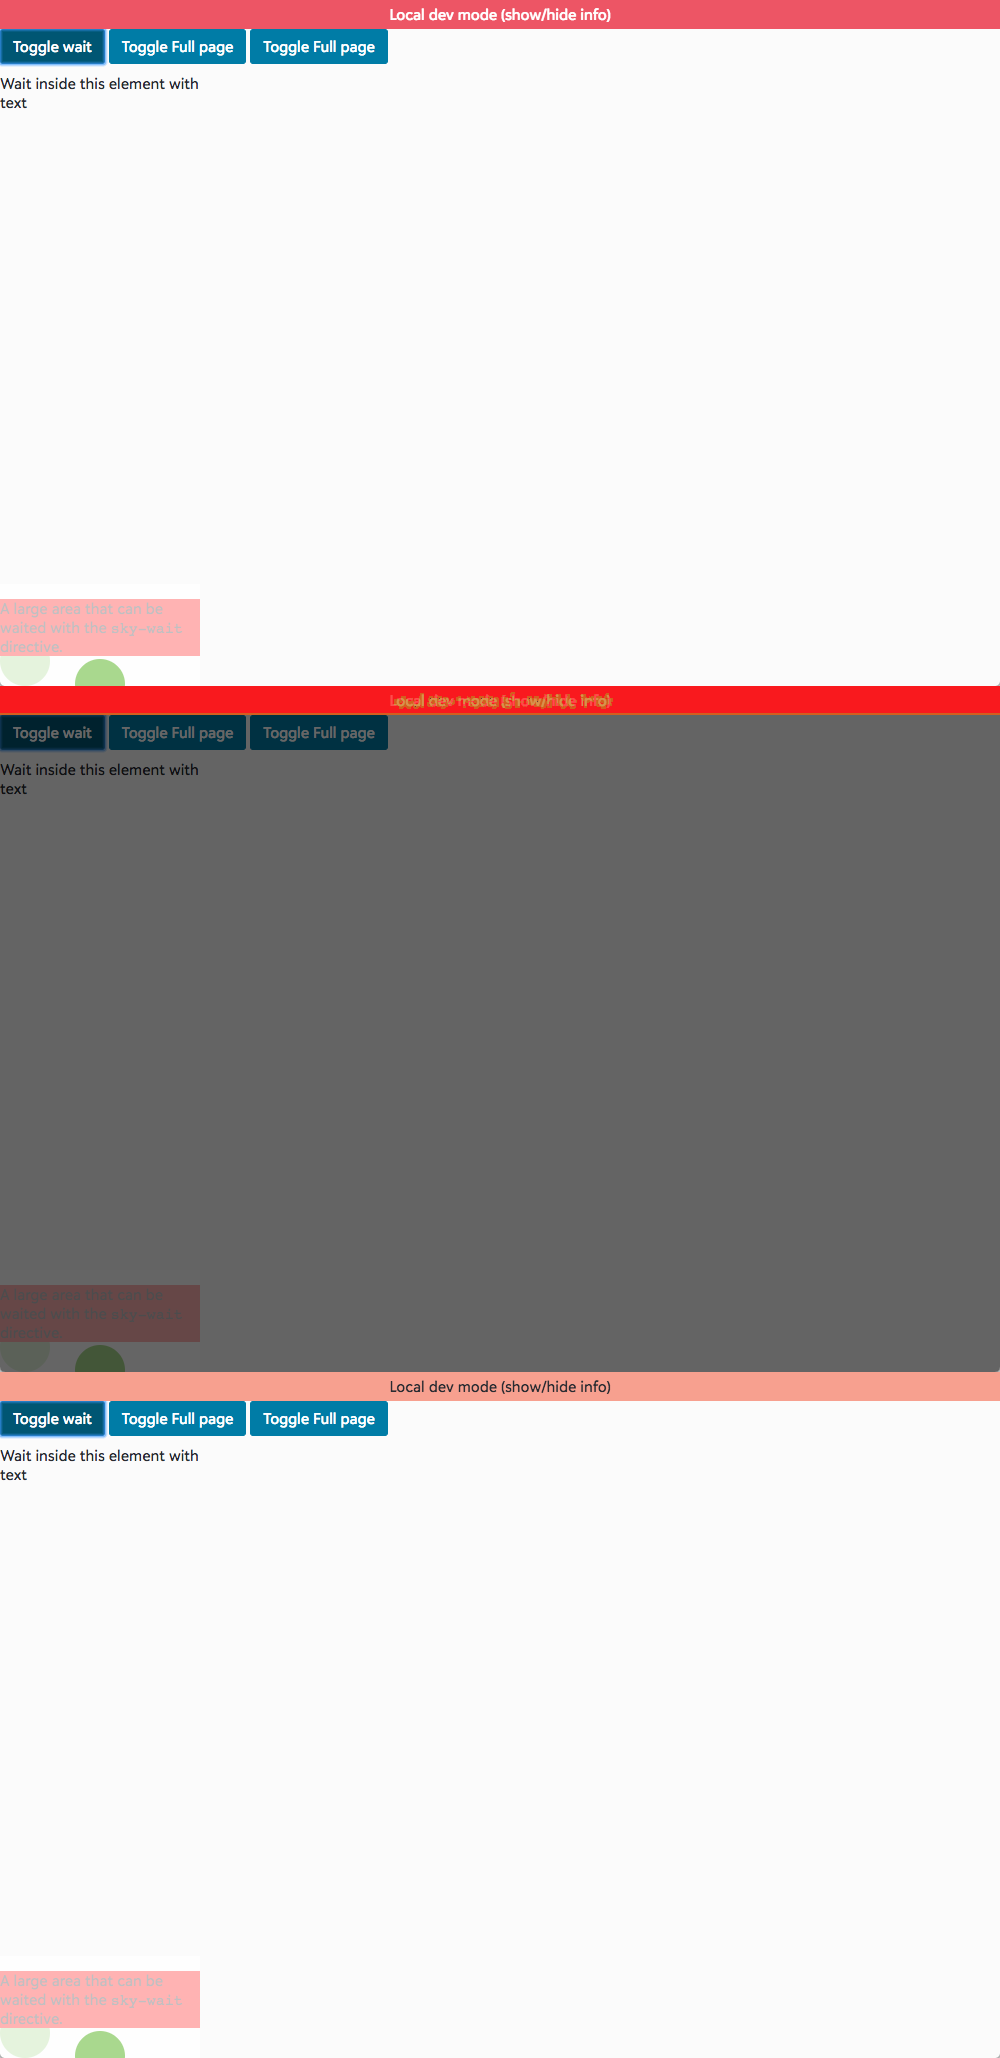 Local dev mode (show/hide info)
Toggle wait Toggle Full page Toggle Full page
Wait inside this element with
text
A large area that can be
waited with the sky-wait
directive.
Local dev mode (show/hide info)
Toggle wait Toggle Full page Toggle Full page
Wait inside this element with
text
A large area that can be
waited with the sky-wait
directive.
Local dev mode (show/hide info)
Toggle wait Toggle Full page Toggle Full page
Wait inside this element with
text
A large area that can be
waited with the sky-wait
directive.